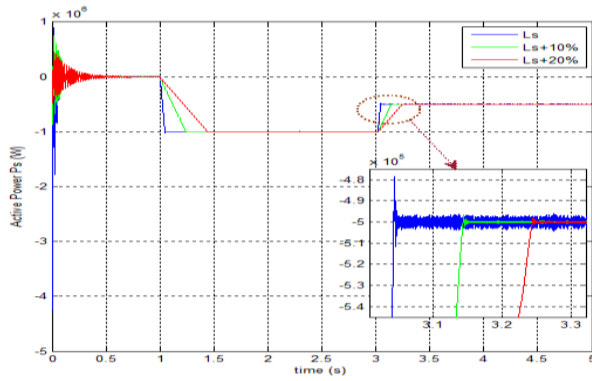 × 10⁶
Ls
Ls+10%
Ls+20%
Active Power Ps (W)
1
0
-1
-2
-3
-4
-5
0 0.5 1 1.5 2 2.5 3 3.5 4 4.5 5
time (s)
× 10⁵
-4.8
-4.9
-5
-5.1
-5.2
-5.3
-5.4
3.1 3.2 3.3